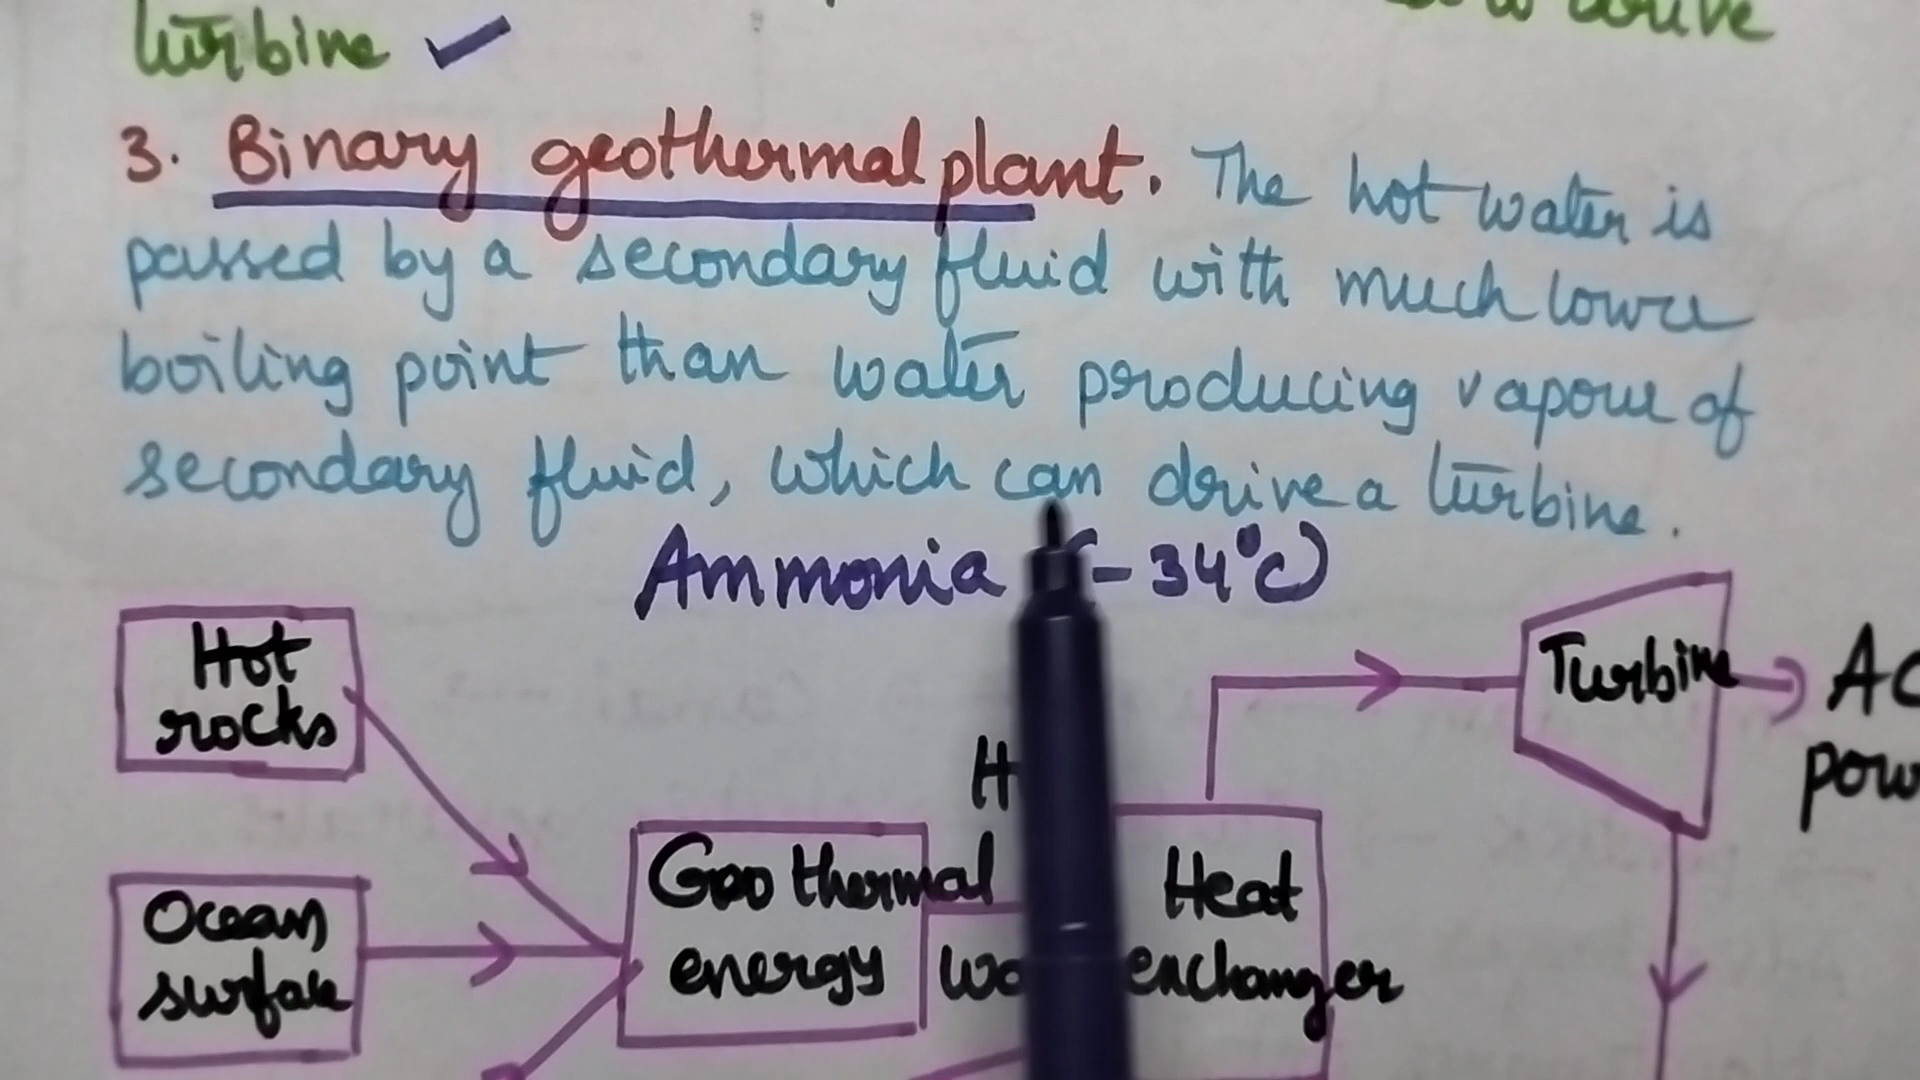 turbine ✓
drive
3. Binary geothermal plant. The hot water is
passed by a secondary fluid with much lower
boiling point than water producing vapour of
secondary fluid, which can drive a turbine.
Ammonia (-34°C)
Hot
rocks
Turbine
AC
Geothermal
energy
Heat
exchanger
Ocean
surface